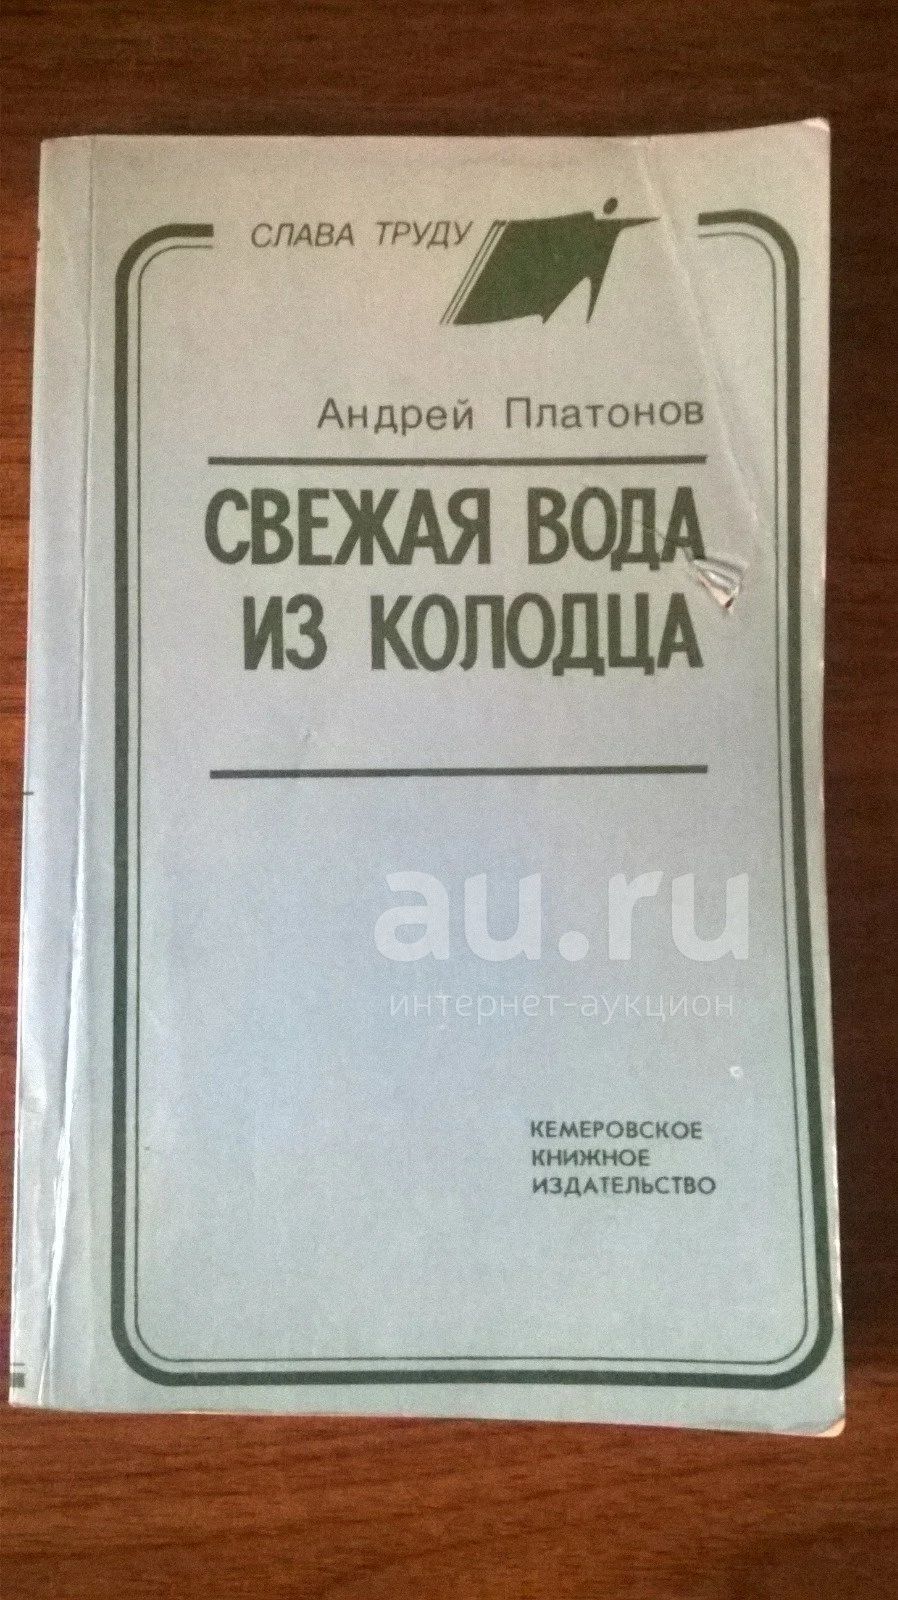 СЛАВА ТРУДУ
Андрей Платонов
СВЕЖАЯ ВОДА
ИЗ КОЛОДЦА
au.ru
интернет-аукцион
КЕМЕРОВСКОЕ
КНИЖНОЕ
ИЗДАТЕЛЬСТВО